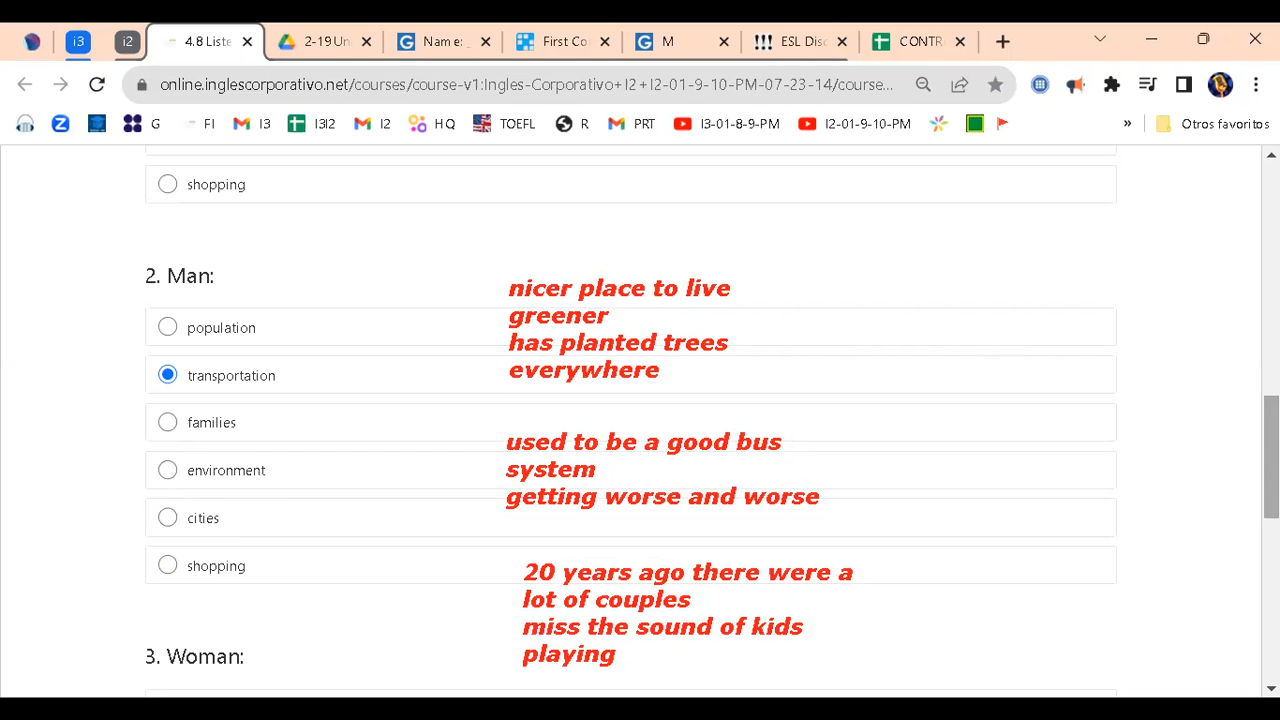 i3
i2
4.8 Liste
2-19 Un
Name: _
First Co
M
ESL Disc
CONTR
online.inglescorporativo.net/courses/course-v1:Ingles-Corporativo+I2+I2-01-9-10-PM-07-23-14/course...
G
FI
I3
I3I2
I2
HQ
TOEFL
R
PRT
I3-01-8-9-PM
I2-01-9-10-PM
»
Otros favoritos
shopping
2. Man:
nicer place to live
greener
population
has planted trees
everywhere
transportation
families
used to be a good bus
system
environment
getting worse and worse
cities
shopping
20 years ago there were a
lot of couples
miss the sound of kids
playing
3. Woman: